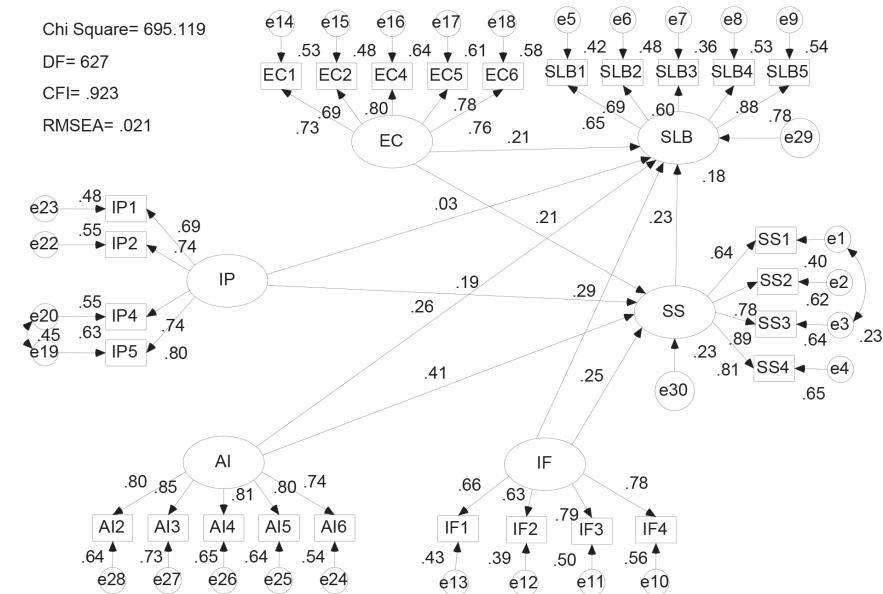 Chi Square= 695.119
DF= 627
CFI= .923
RMSEA= .021
e14 e15 e16 e17 e18
.53 .48 .64 .61 .58
EC1 EC2 EC4 EC5 EC6
.73 .69 .80 .78 .76
EC
e5 e6 e7 e8 e9
.42 .48 .36 .53 .54
SLB1 SLB2 SLB3 SLB4 SLB5
.65 .69 .60 .88 .78
SLB
e29
.18
.21
.03
.21
.23
e23 .48 IP1
e22 .55 IP2
e20 .55 IP4
.45 .63
e19 IP5
.69
.74
.74
.80
IP
.19
.26
.29
.41
.25
SS
.23
e30
.64
.78
.89
.81
SS1 e1
.40
SS2 e2
.62
SS3 e3
.64
.23
SS4 e4
.65
AI
.80 .85 .81 .80 .74
AI2 AI3 AI4 AI5 AI6
.64 .73 .65 .64 .54
e28 e27 e26 e25 e24
IF
.66 .63 .79 .78
IF1 IF2 IF3 IF4
.43 .39 .50 .56
e13 e12 e11 e10